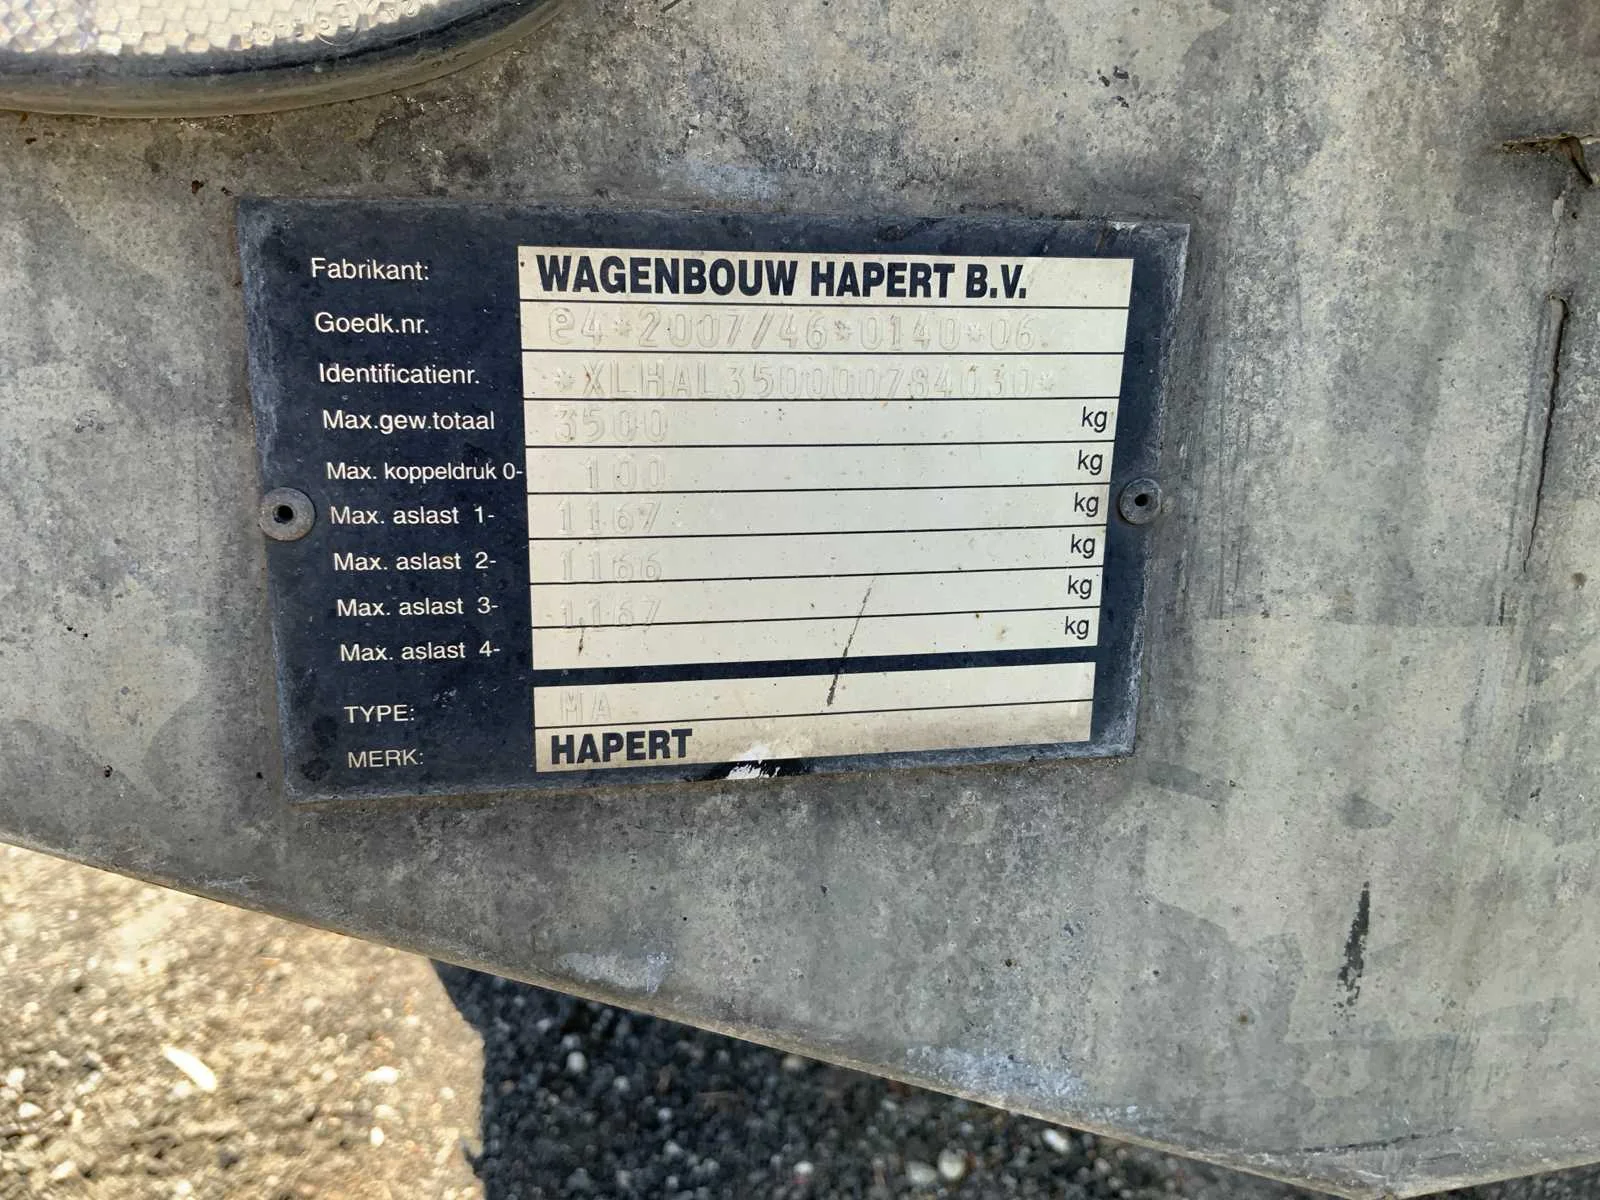 Fabrikant: WAGENBOUW HAPERT B.V.
Goedk.nr. e4*2007/46*0140*06
Identificatienr. *XLHAL3500007S4030*
Max.gew.totaal 3500 kg
Max. koppeldruk 0- 100 kg
Max. aslast 1- 1167 kg
Max. aslast 2- 1166 kg
Max. aslast 3- 1167 kg
Max. aslast 4- kg
TYPE: MA
MERK: HAPERT